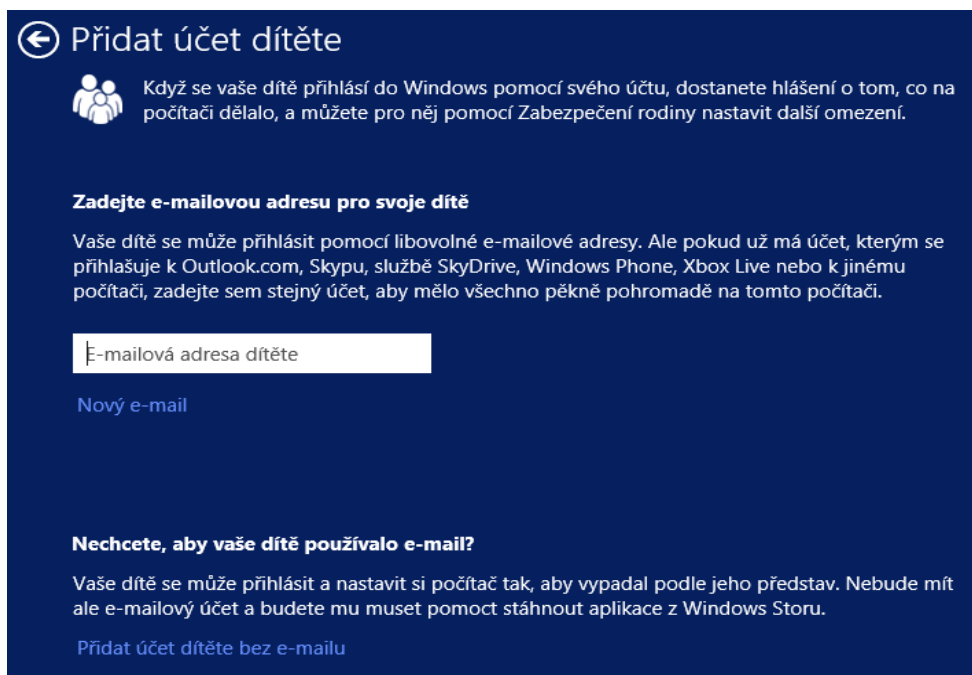 Přidat účet dítěte
Když se vaše dítě přihlásí do Windows pomocí svého účtu, dostanete hlášení o tom, co na
počítači dělalo, a můžete pro něj pomocí Zabezpečení rodiny nastavit další omezení.
Zadejte e-mailovou adresu pro svoje dítě
Vaše dítě se může přihlásit pomocí libovolné e-mailové adresy. Ale pokud už má účet, kterým se
přihlašuje k Outlook.com, Skypu, službě SkyDrive, Windows Phone, Xbox Live nebo k jinému
počítači, zadejte sem stejný účet, aby mělo všechno pěkně pohromadě na tomto počítači.
E-mailová adresa dítěte
Nový e-mail
Nechcete, aby vaše dítě používalo e-mail?
Vaše dítě se může přihlásit a nastavit si počítač tak, aby vypadal podle jeho představ. Nebude mít
ale e-mailový účet a budete mu muset pomoct stáhnout aplikace z Windows Storu.
Přidat účet dítěte bez e-mailu